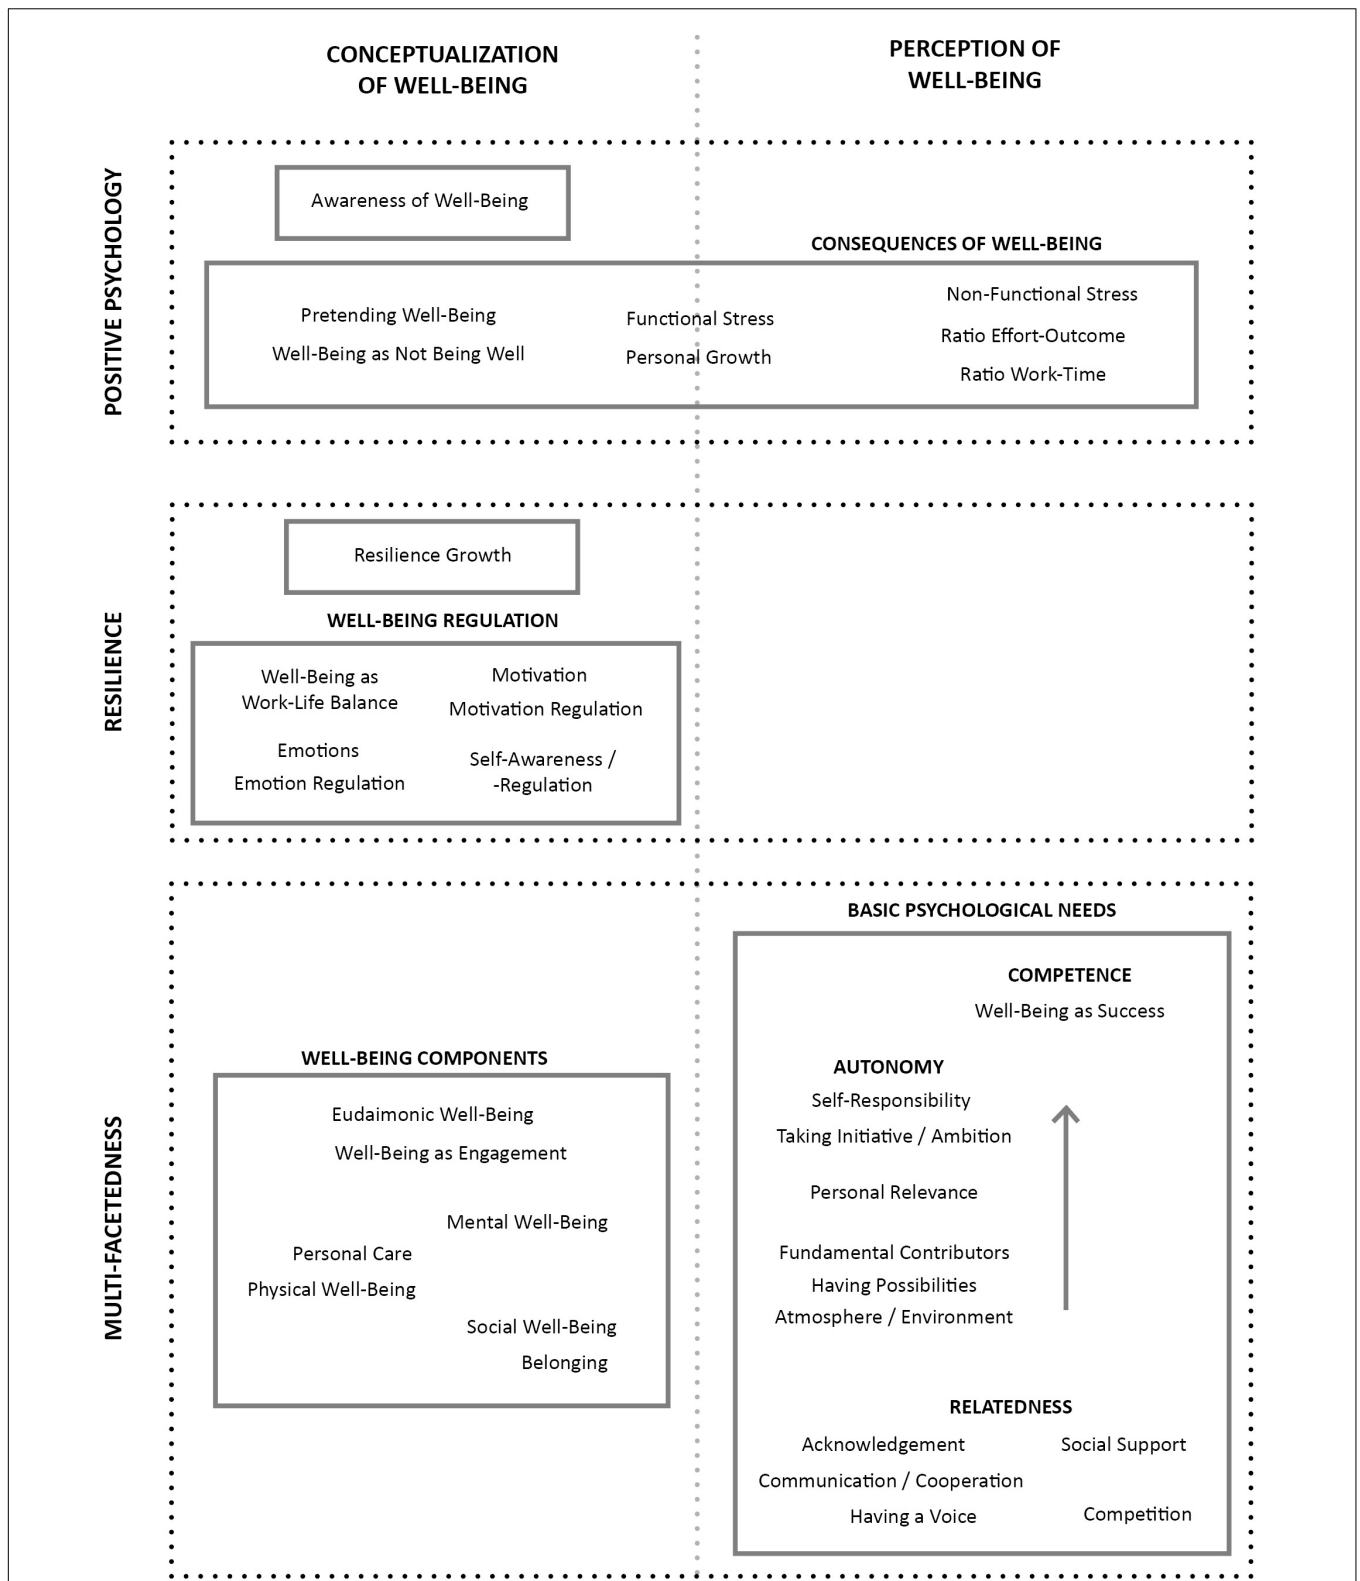 CONCEPTUALIZATION
OF WELL-BEING
PERCEPTION OF
WELL-BEING
POSITIVE PSYCHOLOGY
Awareness of Well-Being
CONSEQUENCES OF WELL-BEING
Pretending Well-Being
Well-Being as Not Being Well
Functional Stress
Personal Growth
Non-Functional Stress
Ratio Effort-Outcome
Ratio Work-Time
RESILIENCE
Resilience Growth
WELL-BEING REGULATION
Well-Being as
Work-Life Balance
Emotions
Emotion Regulation
Motivation
Motivation Regulation
Self-Awareness /
-Regulation
MULTI-FACETEDNESS
WELL-BEING COMPONENTS
Eudaimonic Well-Being
Well-Being as Engagement
Mental Well-Being
Personal Care
Physical Well-Being
Social Well-Being
Belonging
BASIC PSYCHOLOGICAL NEEDS
COMPETENCE
Well-Being as Success
AUTONOMY
Self-Responsibility
Taking Initiative / Ambition
Personal Relevance
Fundamental Contributors
Having Possibilities
Atmosphere / Environment
RELATEDNESS
Acknowledgement
Social Support
Communication / Cooperation
Having a Voice
Competition